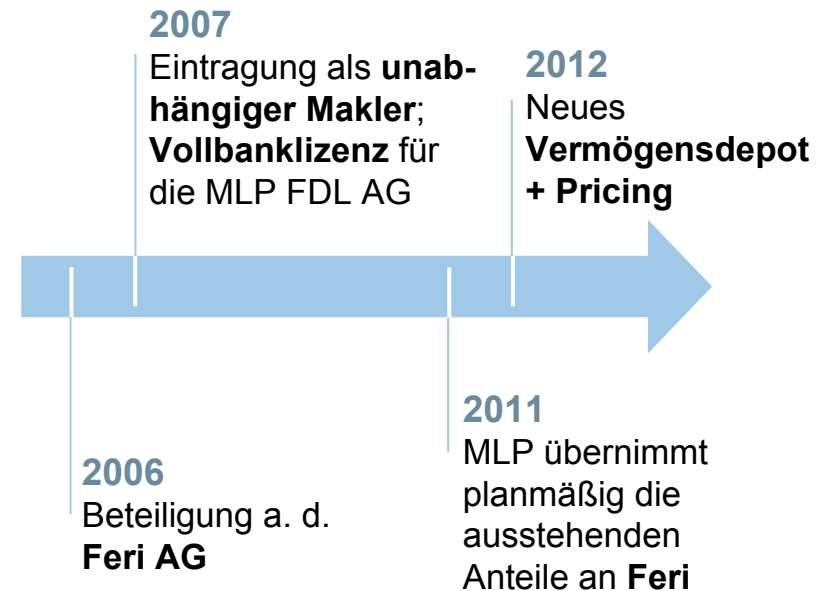 2007
Eintragung als unab-
hängiger Makler;
Vollbanklizenz für
die MLP FDL AG
2012
Neues
Vermögensdepot
+ Pricing
2006
Beteiligung a. d.
Feri AG
2011
MLP übernimmt
planmäßig die
ausstehenden
Anteile an Feri